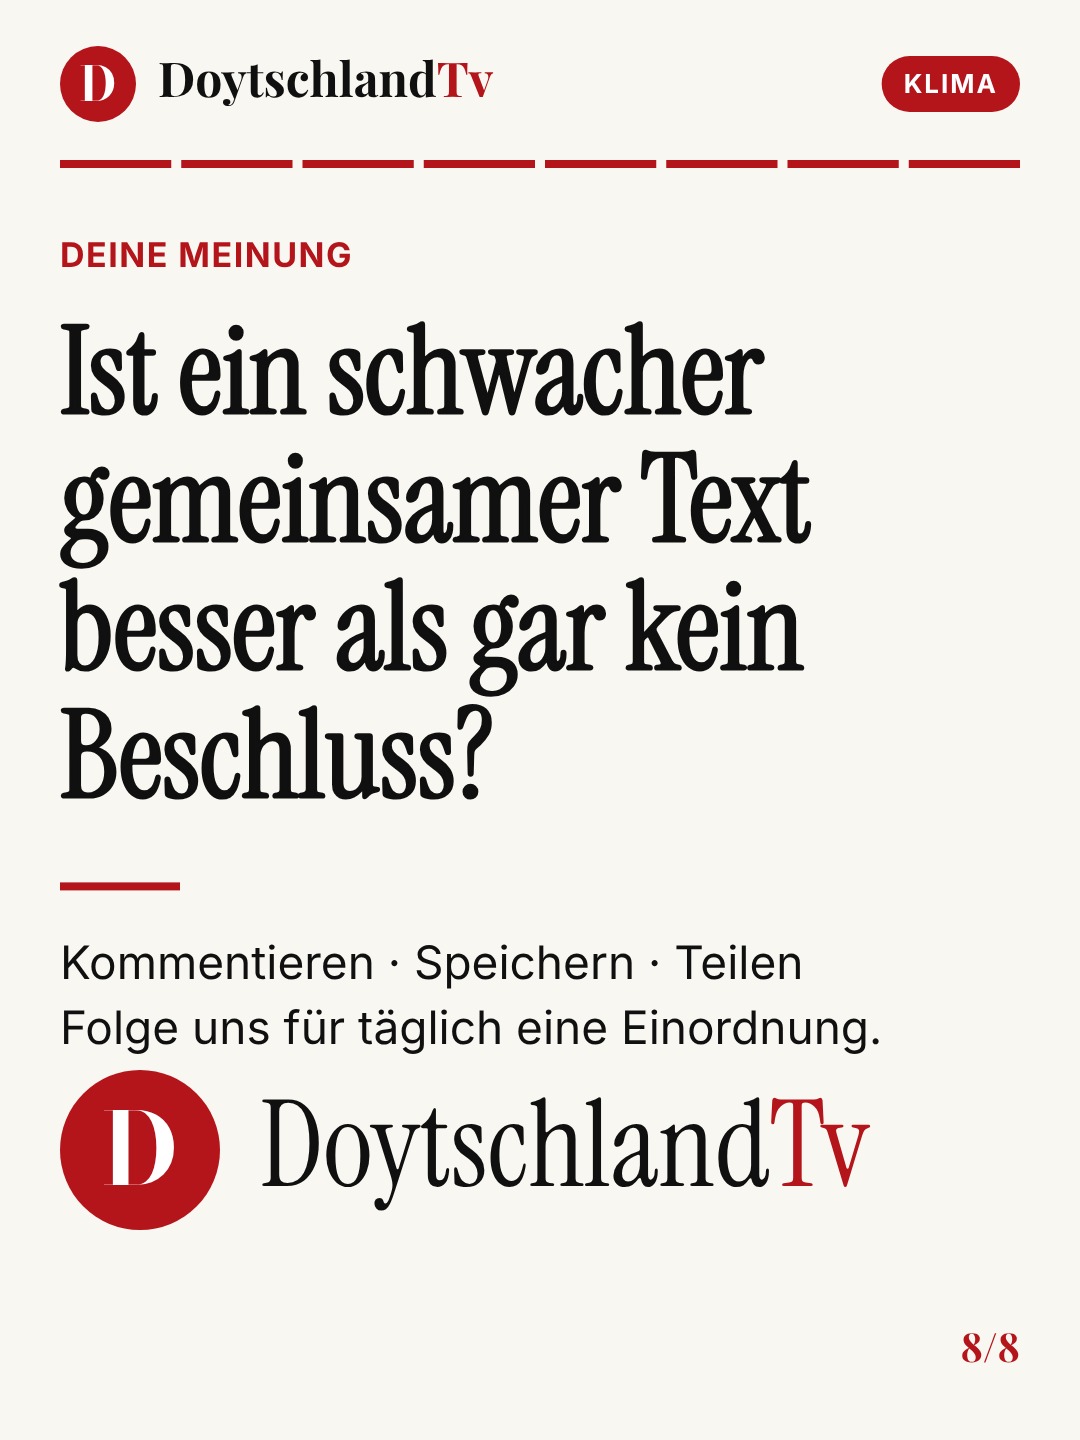 D DoytschlandTv
KLIMA
DEINE MEINUNG
Ist ein schwacher
gemeinsamer Text
besser als gar kein
Beschluss?
Kommentieren · Speichern · Teilen
Folge uns für täglich eine Einordnung.
D DoytschlandTv
8/8